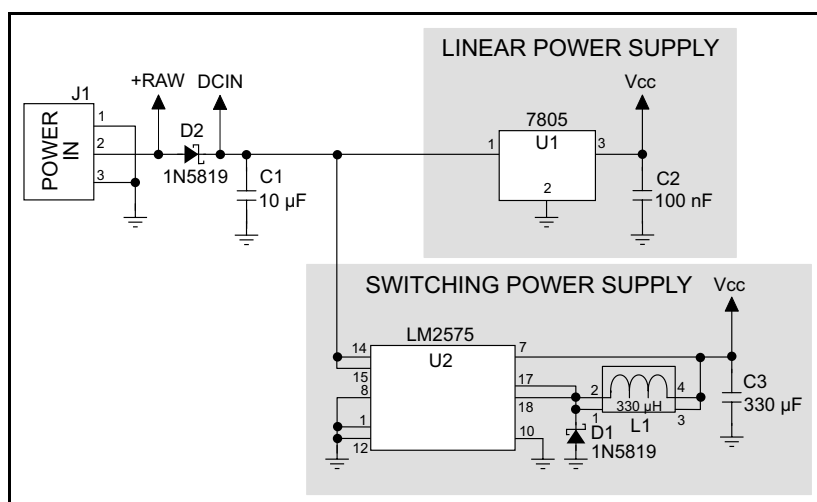 LINEAR POWER SUPPLY
+RAW
DCIN
Vcc
J1
POWER
IN
1
2
3
D2
1N5819
C1
10 µF
7805
U1
1
3
2
C2
100 nF
SWITCHING POWER SUPPLY
Vcc
LM2575
U2
14
15
8
1
12
7
17
18
10
2
4
1
3
330 µH
L1
D1
1N5819
C3
330 µF